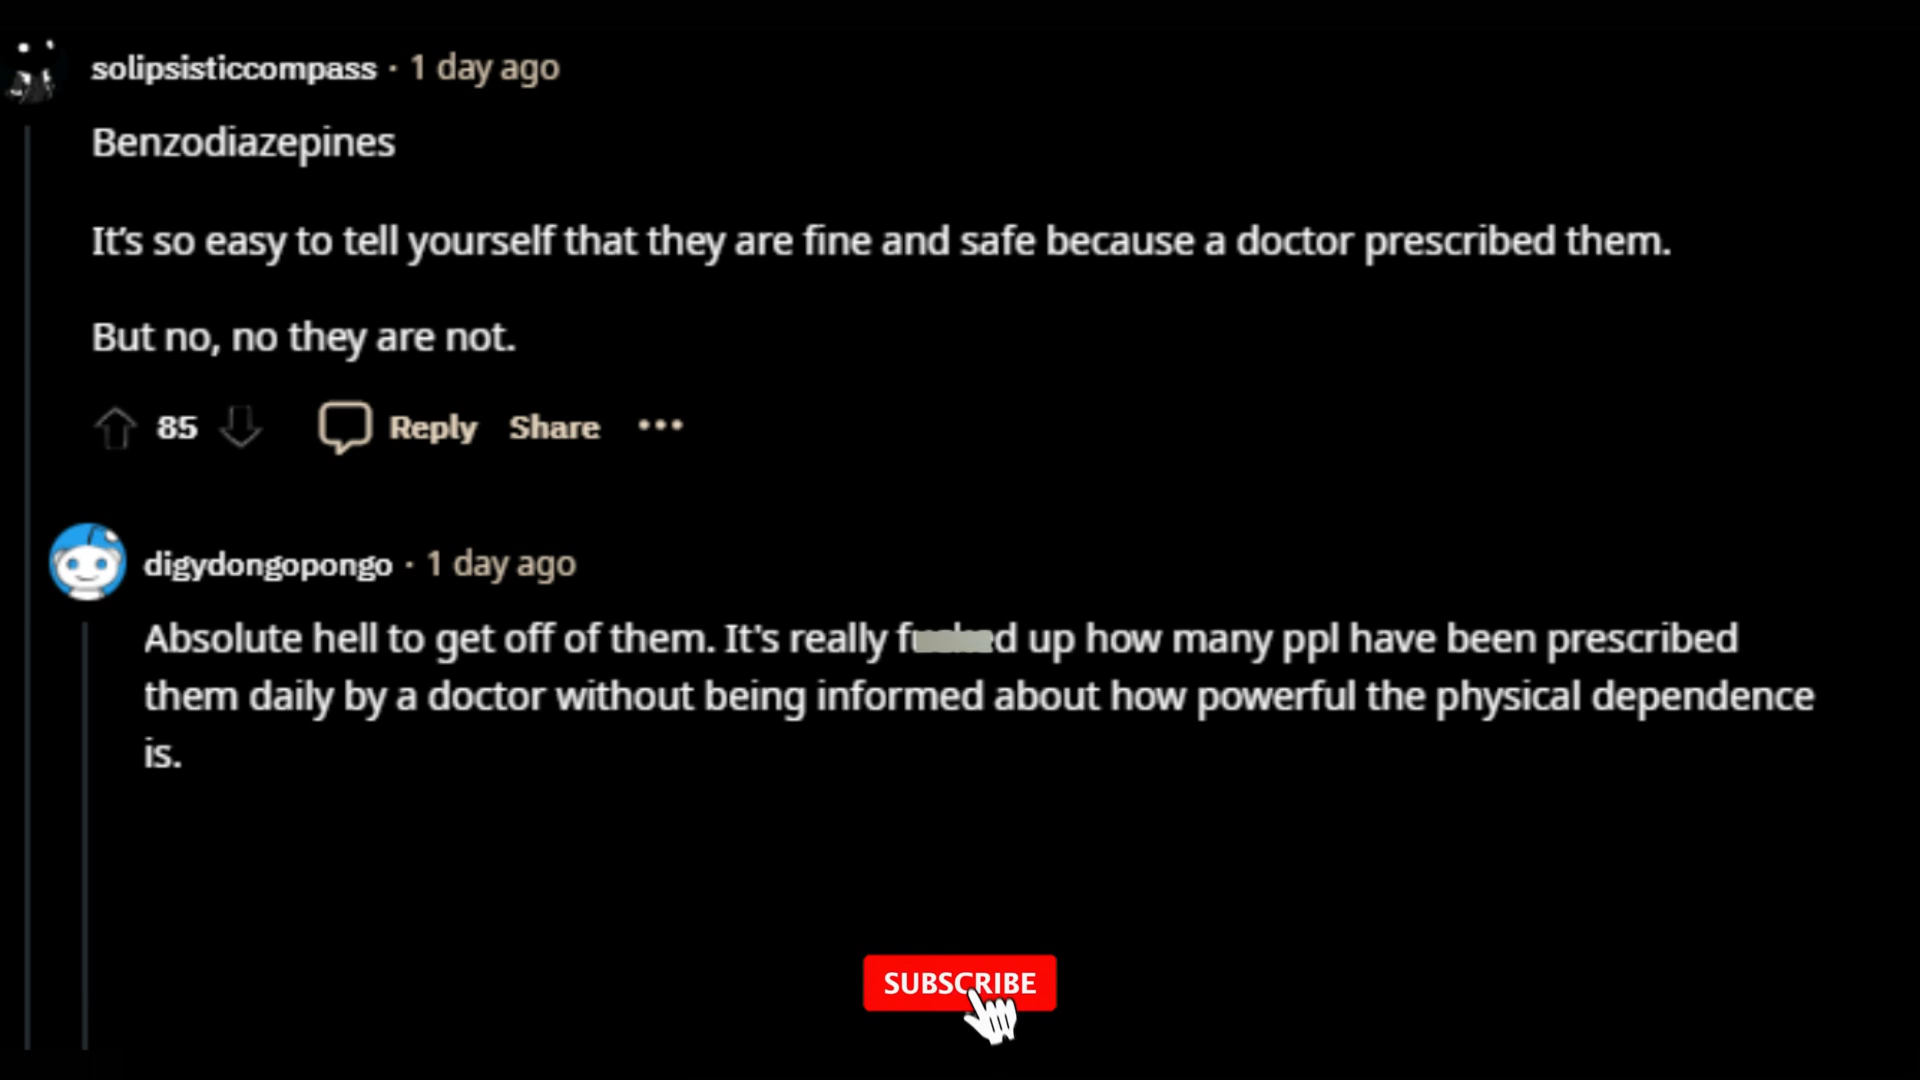 solipsisticcompass · 1 day ago
Benzodiazepines
It's so easy to tell yourself that they are fine and safe because a doctor prescribed them.
But no, no they are not.
85 Reply Share •••
digydongopongo · 1 day ago
Absolute hell to get off of them. It's really f d up how many ppl have been prescribed
them daily by a doctor without being informed about how powerful the physical dependence
is.
SUBSCRIBE